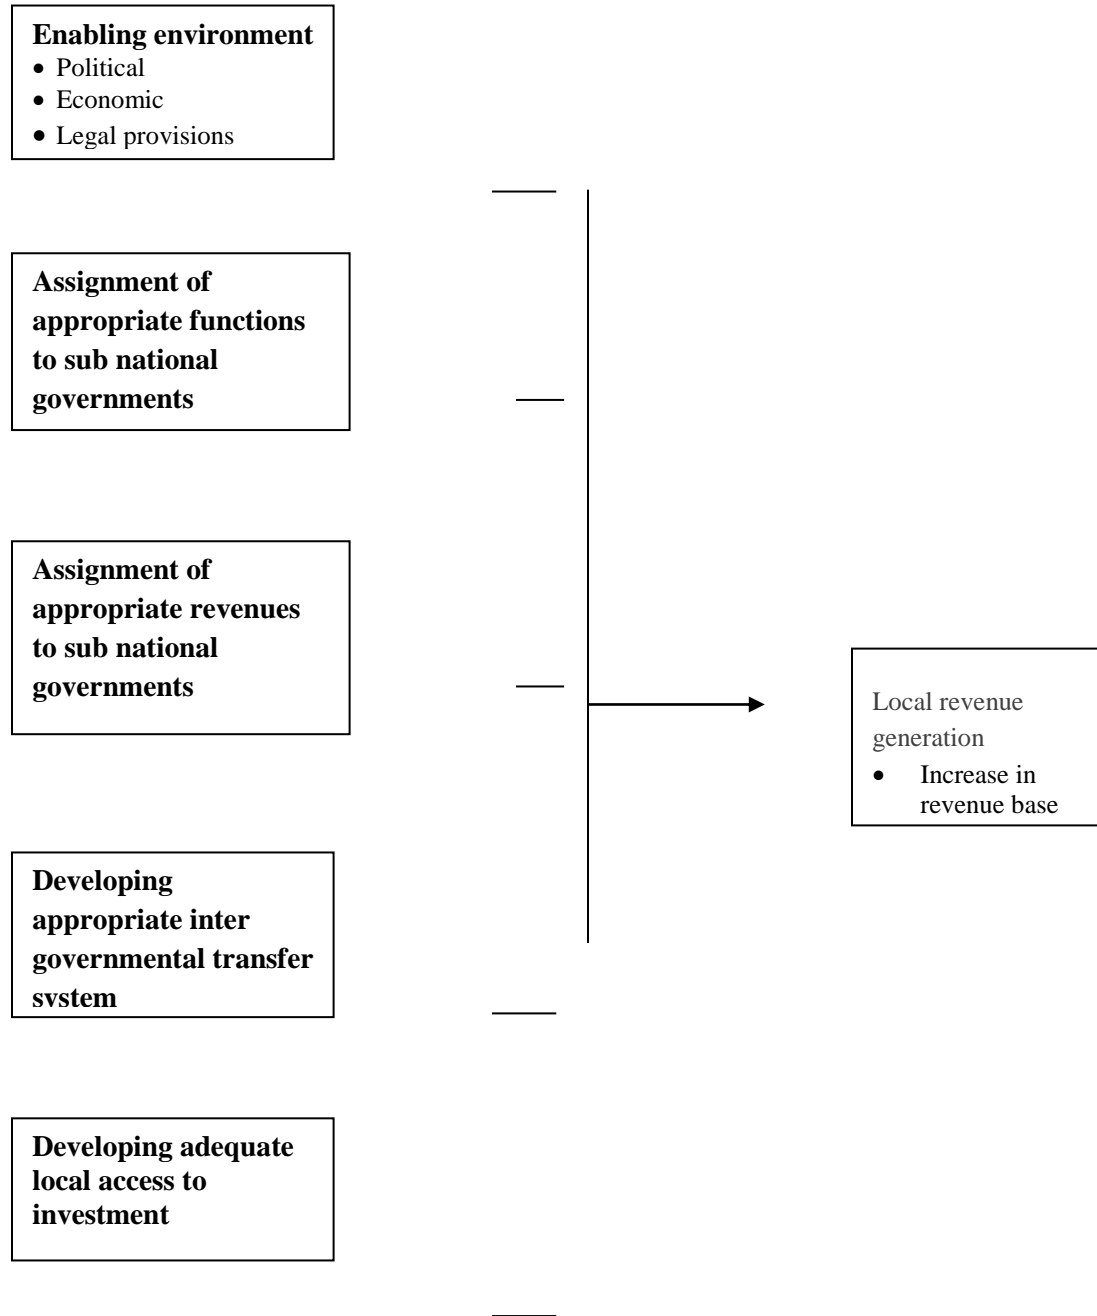 Enabling environment
• Political
• Economic
• Legal provisions
Assignment of
appropriate functions
to sub national
governments
Assignment of
appropriate revenues
to sub national
governments
Local revenue
generation
• Increase in
revenue base
Developing
appropriate inter
governmental transfer
system
Developing adequate
local access to
investment